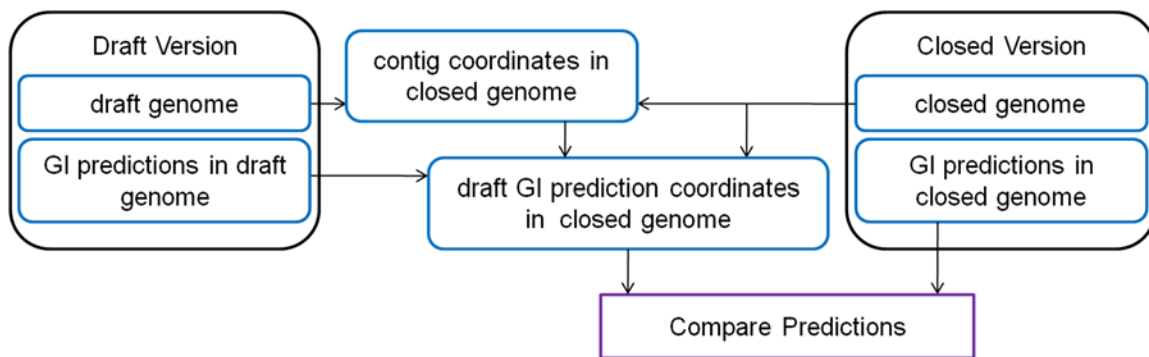 Draft Version
draft genome
GI predictions in draft
genome
contig coordinates in
closed genome
draft GI prediction coordinates
in closed genome
Closed Version
closed genome
GI predictions in
closed genome
Compare Predictions